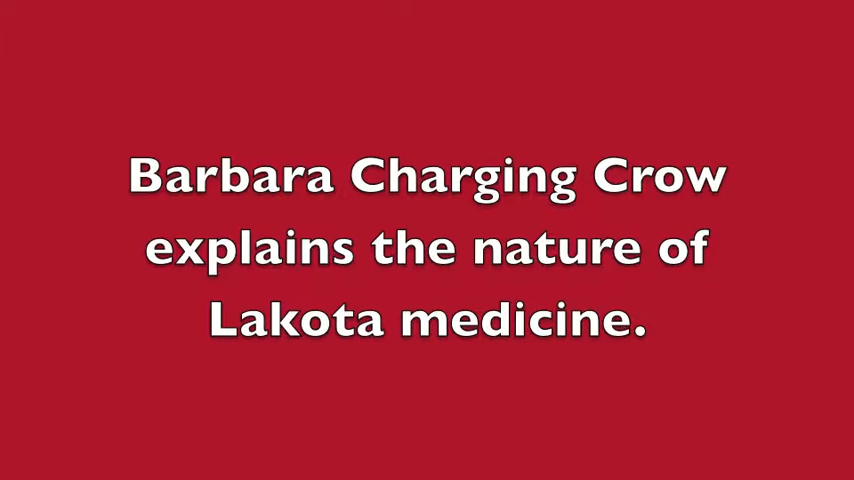 Barbara Charging Crow
explains the nature of
Lakota medicine.